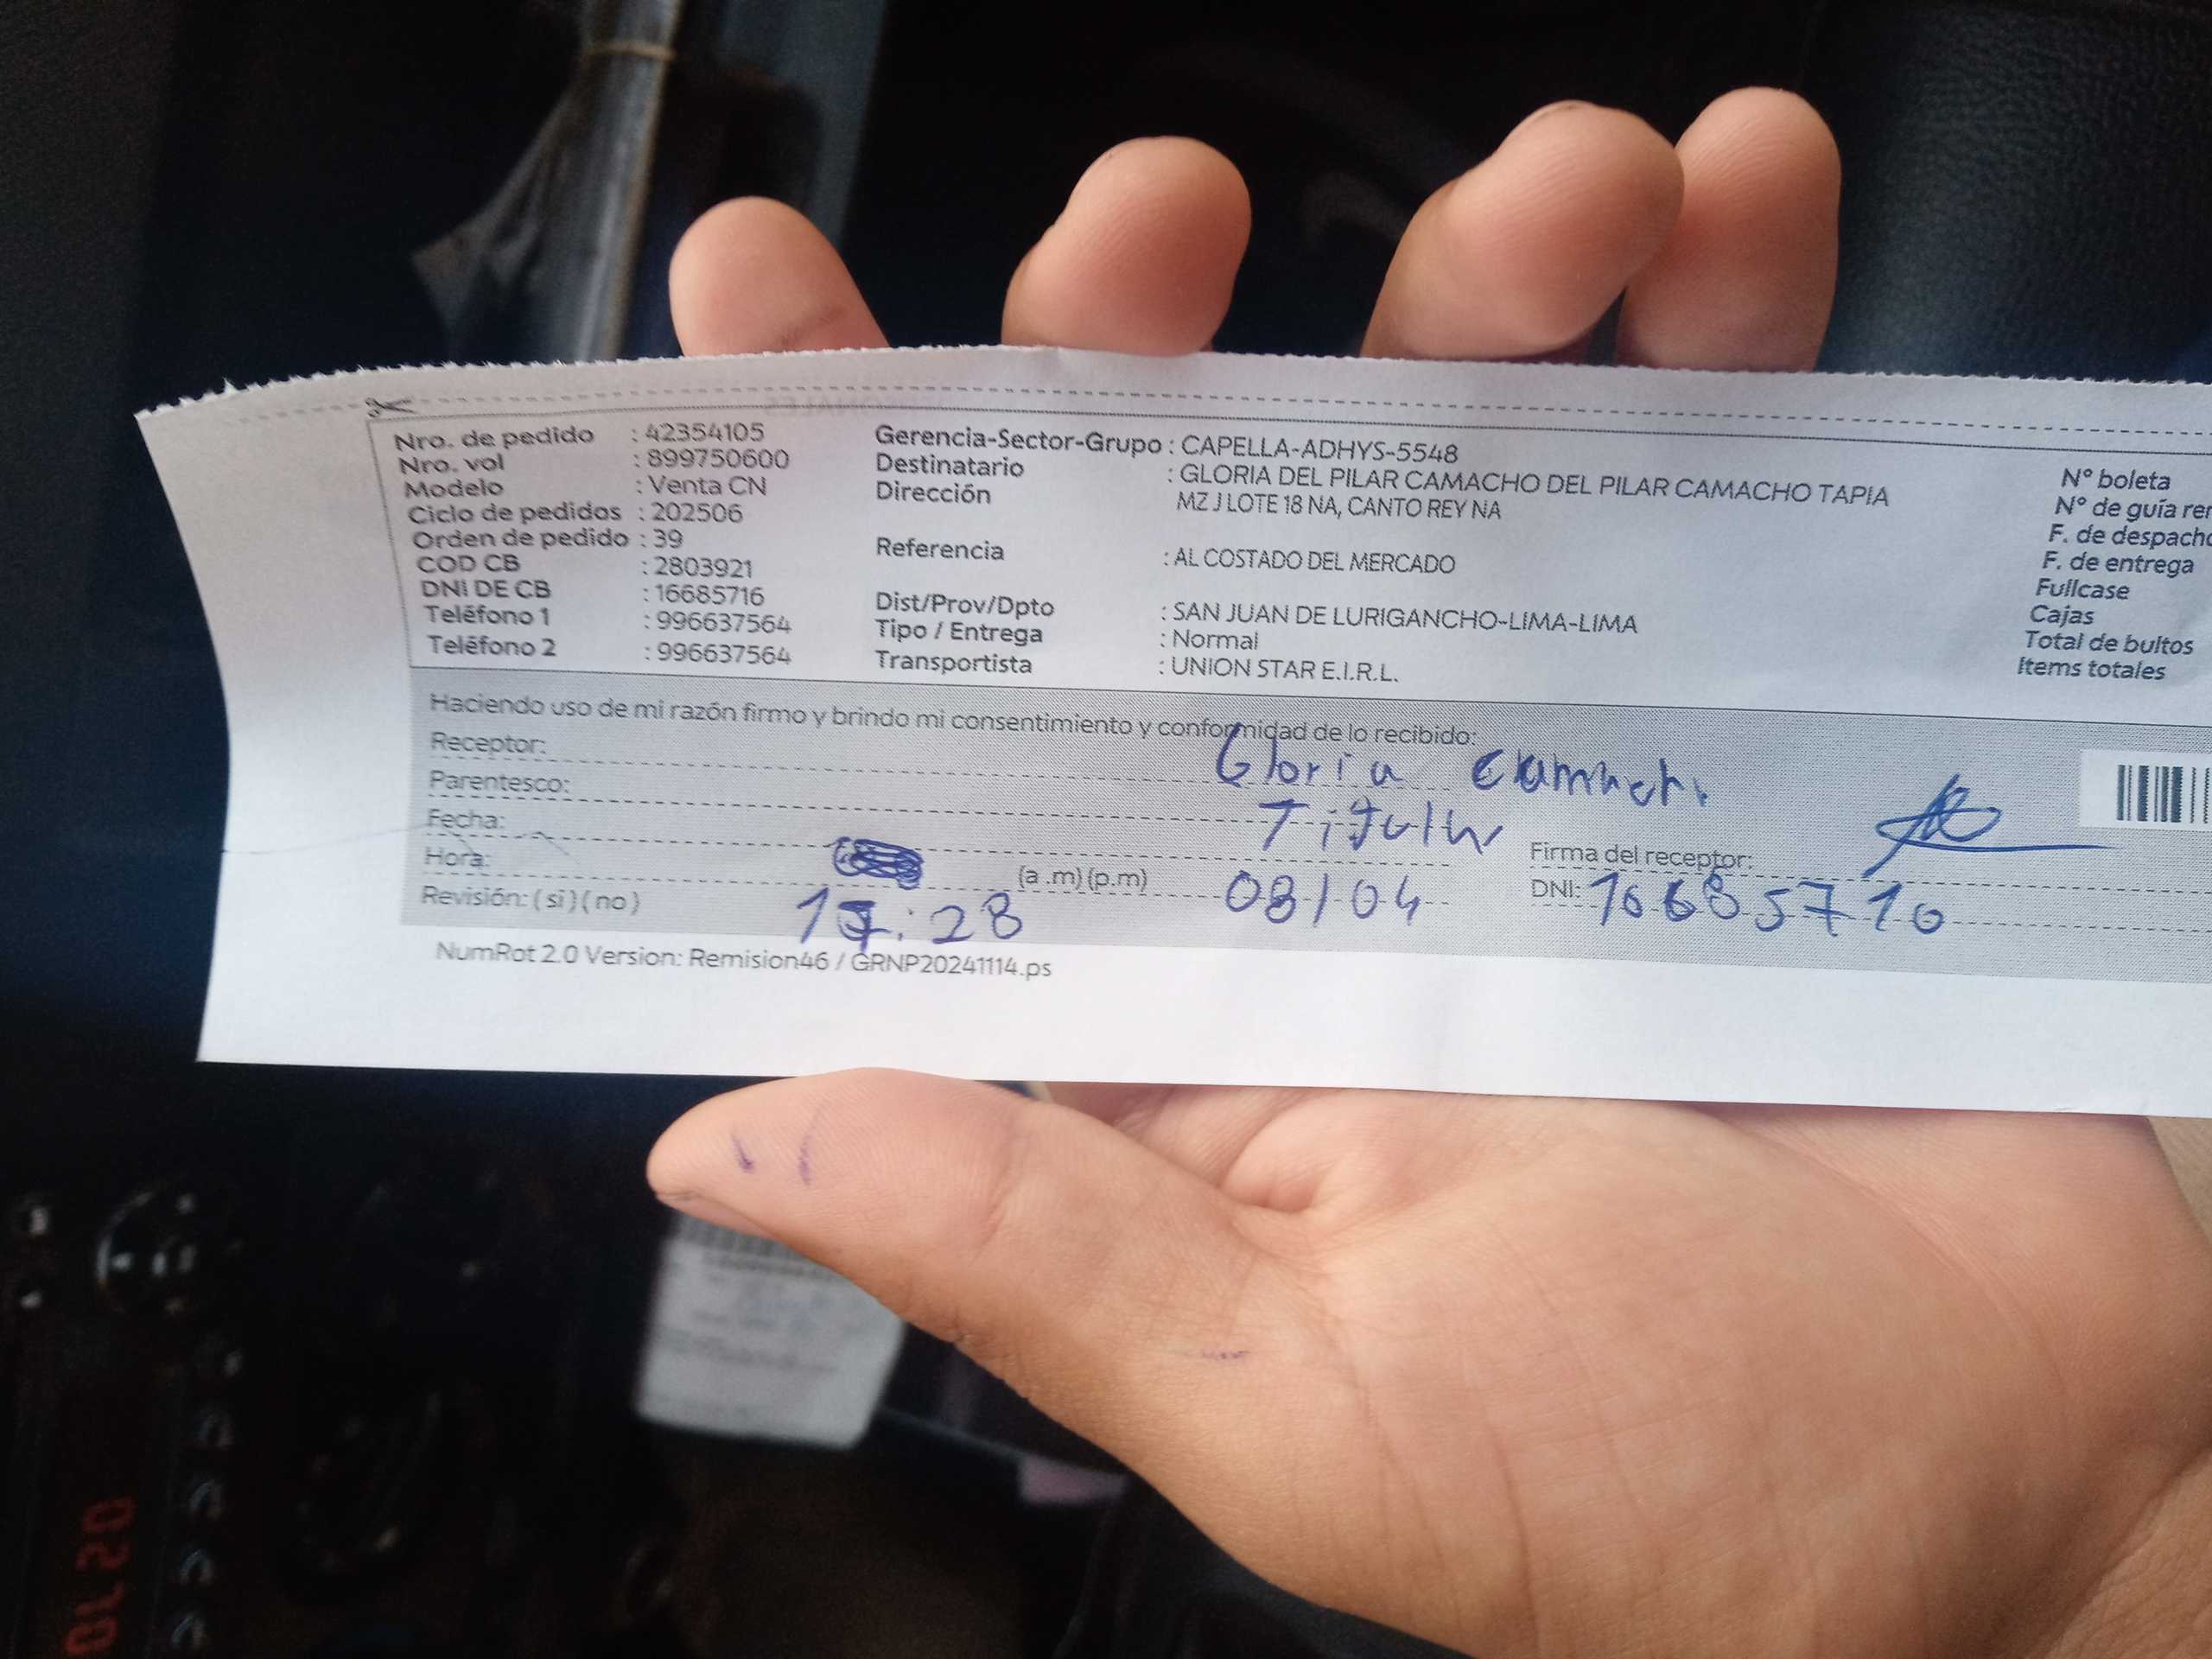 Nro. de pedido : 42354105
Nro. vol : 899750600
Modelo : Venta CN
Ciclo de pedidos : 202506
Orden de pedido : 39
COD CB : 2803921
DNI DE CB : 16685716
Teléfono 1 : 996637564
Teléfono 2 : 996637564
Gerencia-Sector-Grupo : CAPELLA-ADHYS-5548
Destinatario : GLORIA DEL PILAR CAMACHO DEL PILAR CAMACHO TAPIA
Dirección MZ J LOTE 18 NA, CANTO REY NA
Referencia : AL COSTADO DEL MERCADO
Dist/Prov/Dpto : SAN JUAN DE LURIGANCHO-LIMA-LIMA
Tipo / Entrega : Normal
Transportista : UNION STAR E.I.R.L.
N° boleta
N° de guía rer
F. de despacho
F. de entrega
Fullcase
Cajas
Total de bultos
Items totales
Haciendo uso de mi razón firmo y brindo mi consentimiento y conformidad de lo recibido:
Receptor: Gloria Camach.
Parentesco: Titular
Fecha: 08/04
Hora: (a .m) (p.m)
Revisión: ( si ) ( no ) :28
Firma del receptor:
DNI: 16685716
NumRot 2.0 Version: Remision46 / GRNP20241114.ps